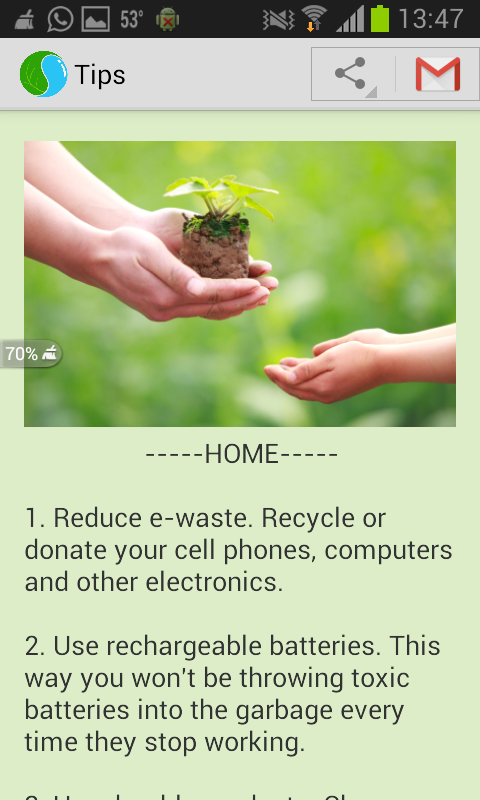 53° 13:47
Tips
70%
-----HOME-----
1. Reduce e-waste. Recycle or
donate your cell phones, computers
and other electronics.
2. Use rechargeable batteries. This
way you won't be throwing toxic
batteries into the garbage every
time they stop working.